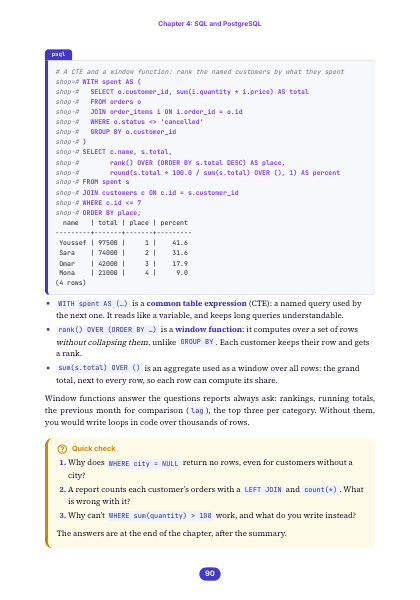 Chapter 4: SQL and PostgreSQL
psql
# A CTE and a window function: rank the named customers by what they spent
shop=# WITH spent AS (
shop-#   SELECT o.customer_id, sum(i.quantity * i.price) AS total
shop-#   FROM orders o
shop-#   JOIN order_items i ON i.order_id = o.id
shop-#   WHERE o.status <> 'cancelled'
shop-#   GROUP BY o.customer_id
shop-# )
shop-# SELECT c.name, s.total,
shop-#        rank() OVER (ORDER BY s.total DESC) AS place,
shop-#        round(s.total * 100.0 / sum(s.total) OVER (), 1) AS percent
shop-# FROM spent s
shop-# JOIN customers c ON c.id = s.customer_id
shop-# WHERE c.id <= 7
shop-# ORDER BY place;
  name   | total | place | percent
---------+-------+-------+---------
 Youssef | 97500 |     1 |    41.6
 Sara    | 74000 |     2 |    31.6
 Omar    | 42000 |     3 |    17.9
 Mona    | 21000 |     4 |     9.0
(4 rows)
• WITH spent AS (…) is a common table expression (CTE): a named query used by
the next one. It reads like a variable, and keeps long queries understandable.
• rank() OVER (ORDER BY …) is a window function: it computes over a set of rows
without collapsing them, unlike GROUP BY. Each customer keeps their row and gets
a rank.
• sum(s.total) OVER () is an aggregate used as a window over all rows: the grand
total, next to every row, so each row can compute its share.
Window functions answer the questions reports always ask: rankings, running totals,
the previous month for comparison (lag), the top three per category. Without them,
you would write loops in code over thousands of rows.
? Quick check
1. Why does WHERE city = NULL return no rows, even for customers without a
city?
2. A report counts each customer's orders with a LEFT JOIN and count(*). What
is wrong with it?
3. Why can't WHERE sum(quantity) > 100 work, and what do you write instead?
The answers are at the end of the chapter, after the summary.
90